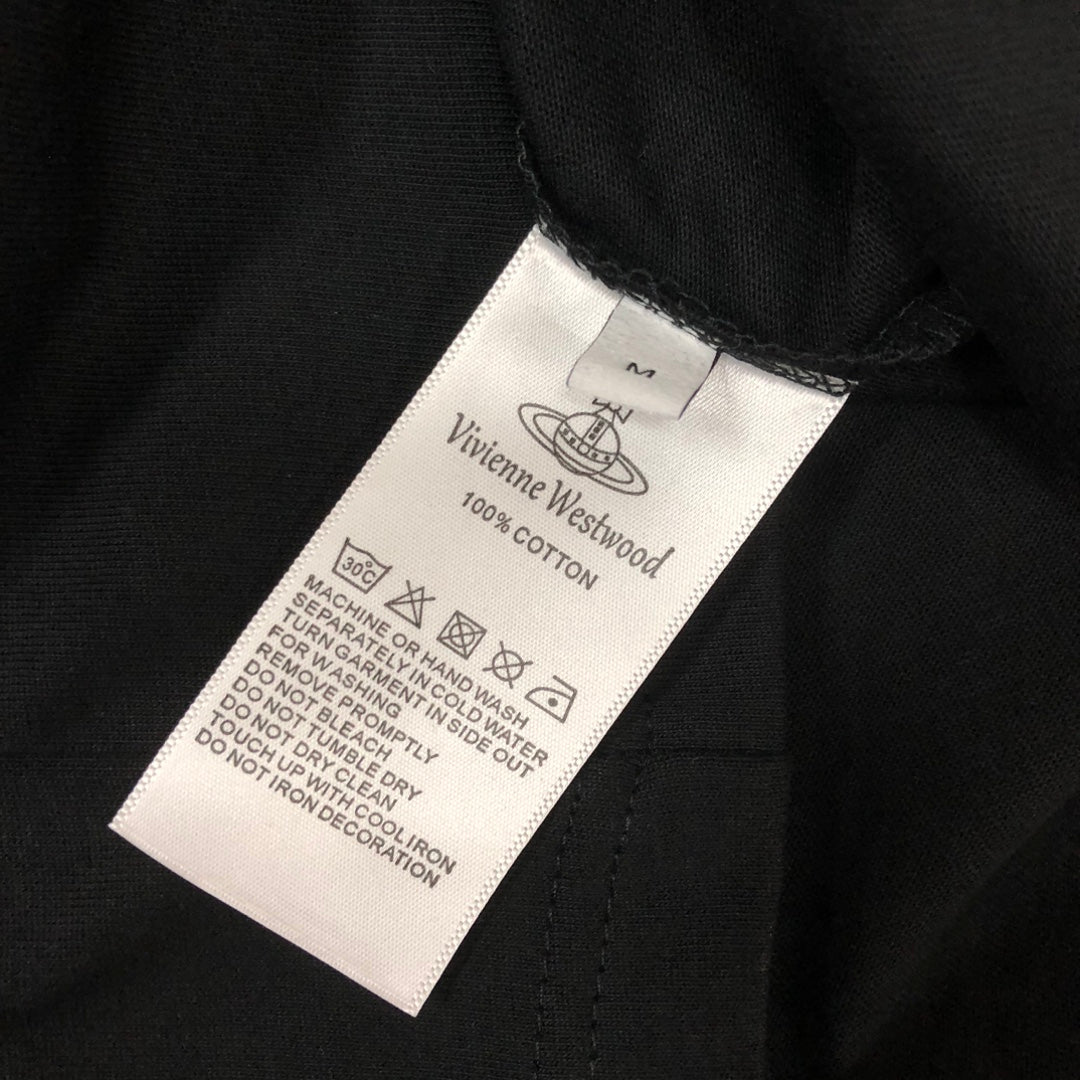 M
Vivienne Westwood
100% COTTON
30°C
MACHINE OR HAND WASH
SEPARATELY IN COLD WATER
TURN GARMENT IN SIDE OUT
FOR WASHING
REMOVE PROMPTLY
DO NOT BLEACH
DO NOT TUMBLE DRY
DO NOT DRY CLEAN
TOUCH UP WITH COOLIRON
DO NOT IRON DECORATION